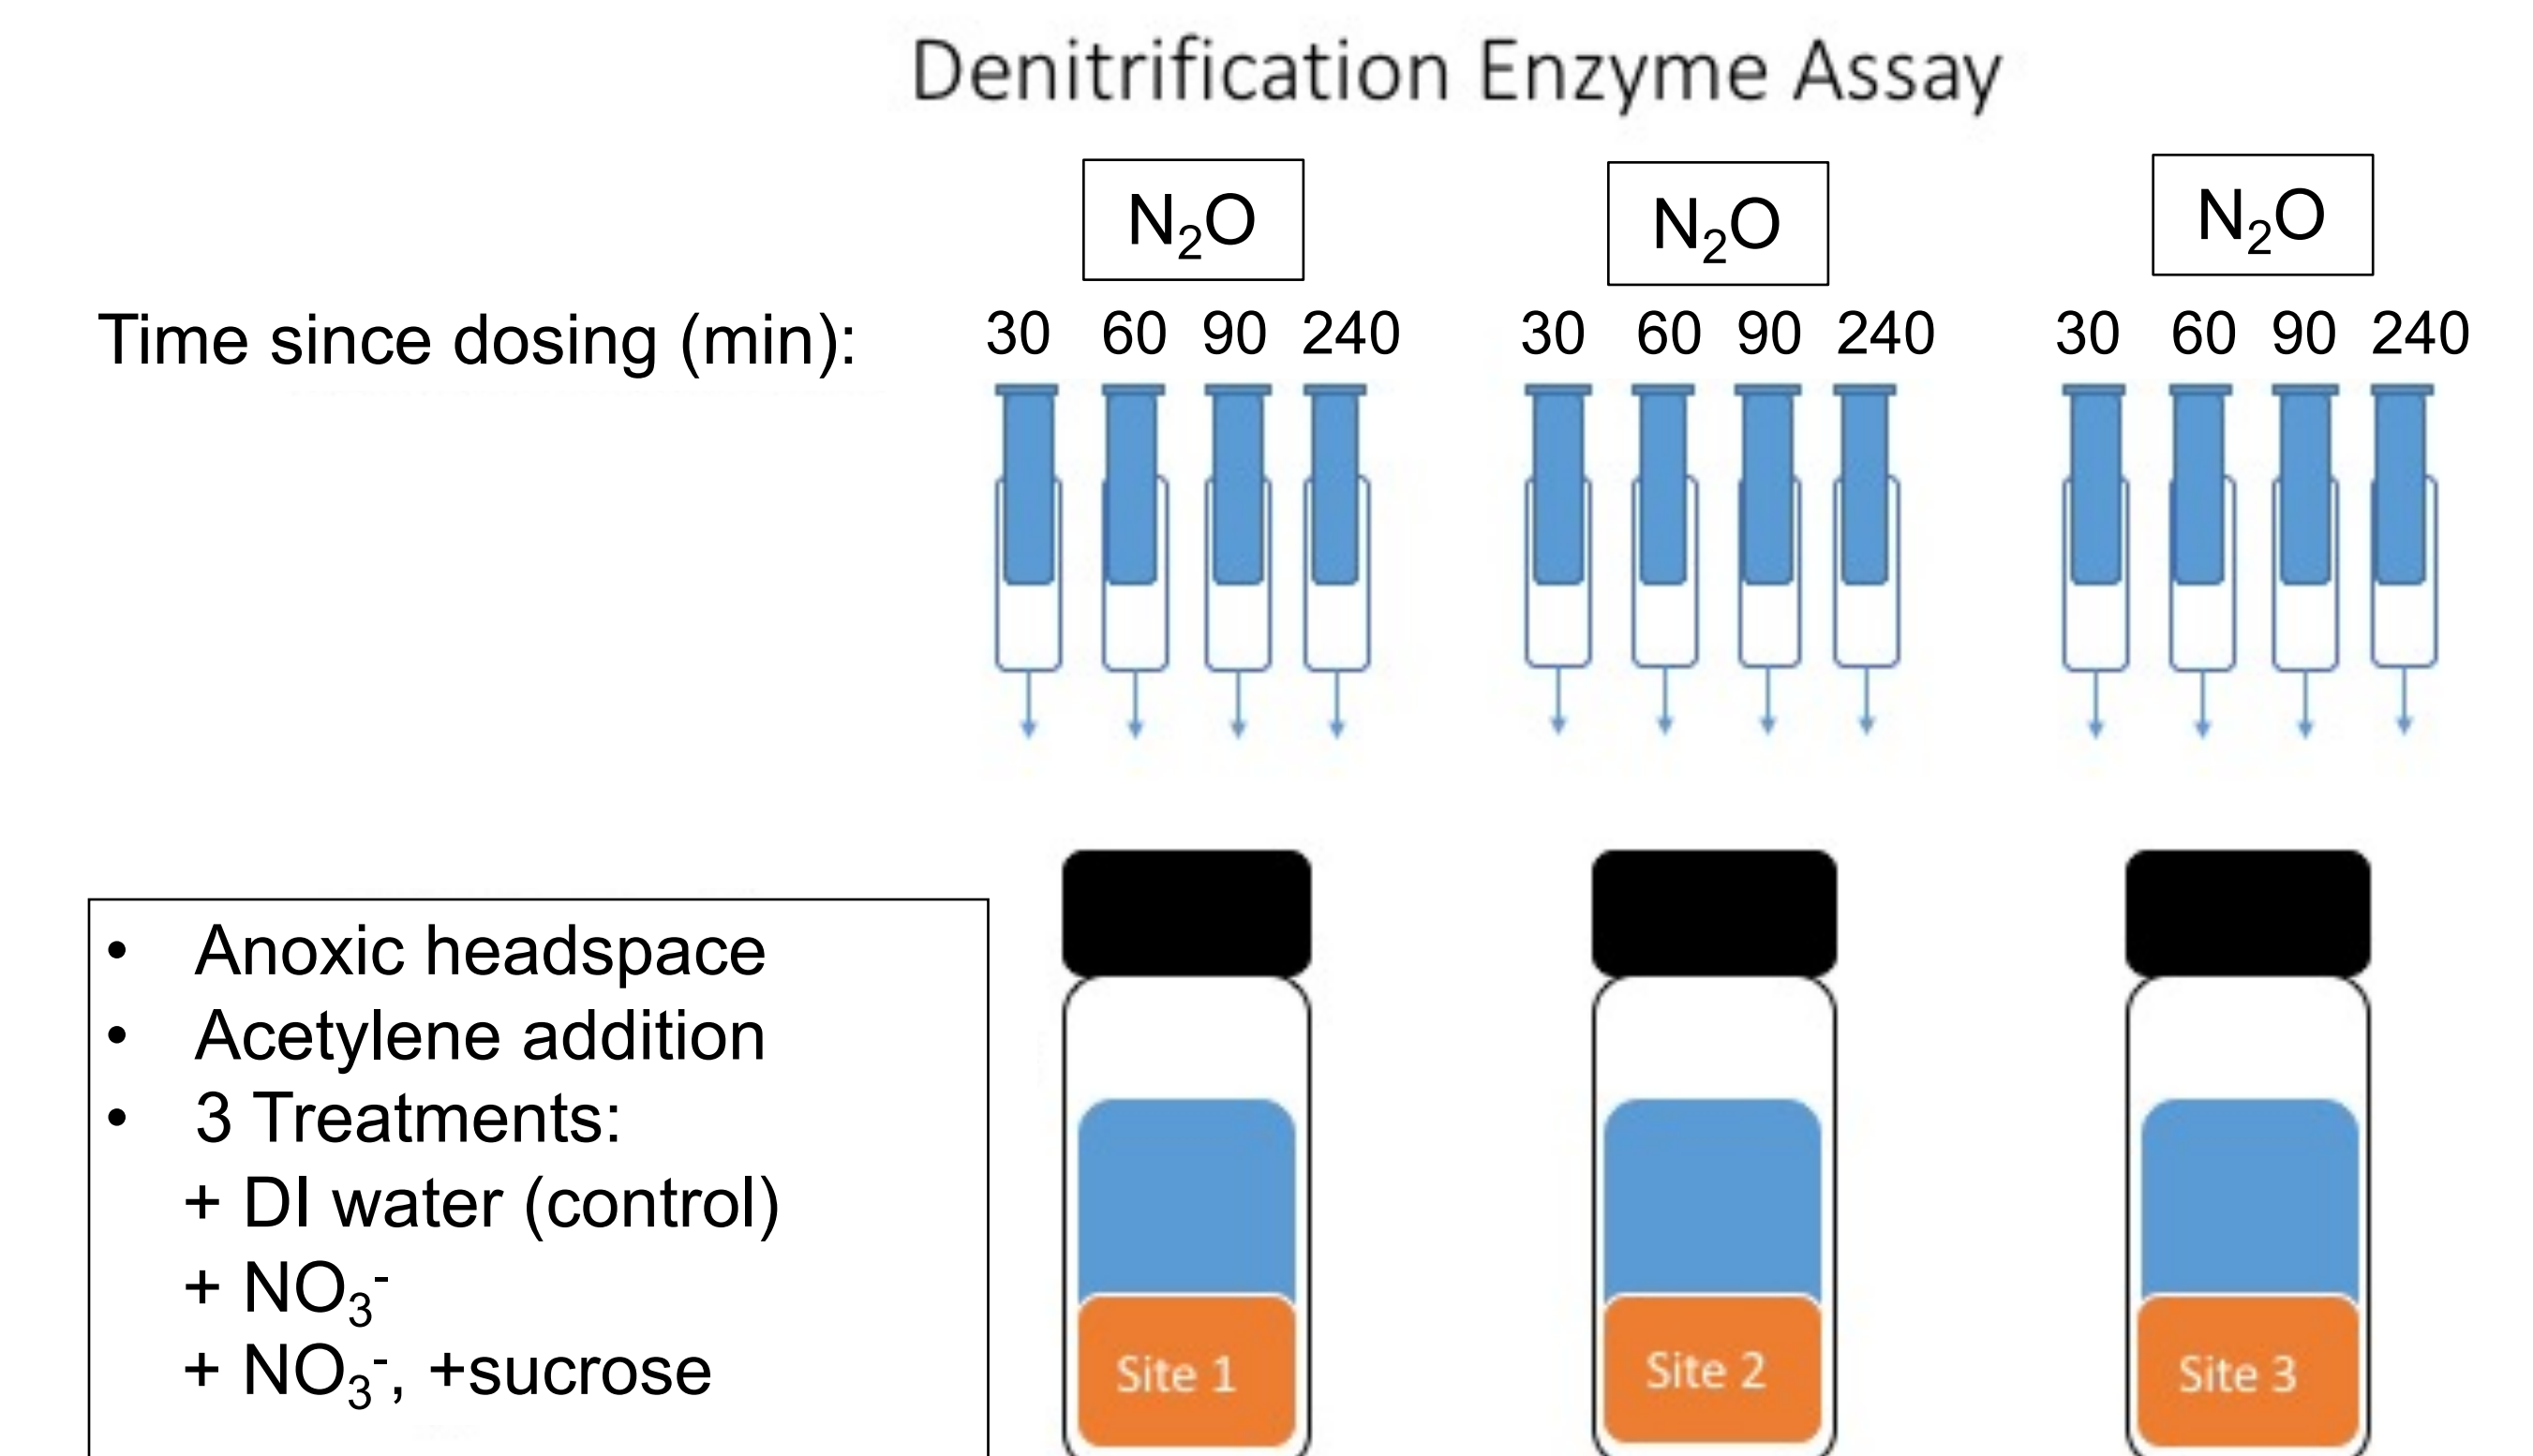 Denitrification Enzyme Assay
N₂O N₂O N₂O
Time since dosing (min): 30 60 90 240 30 60 90 240 30 60 90 240
• Anoxic headspace
• Acetylene addition
• 3 Treatments:
+ DI water (control)
+ NO₃⁻
+ NO₃⁻, +sucrose
Site 1 Site 2 Site 3